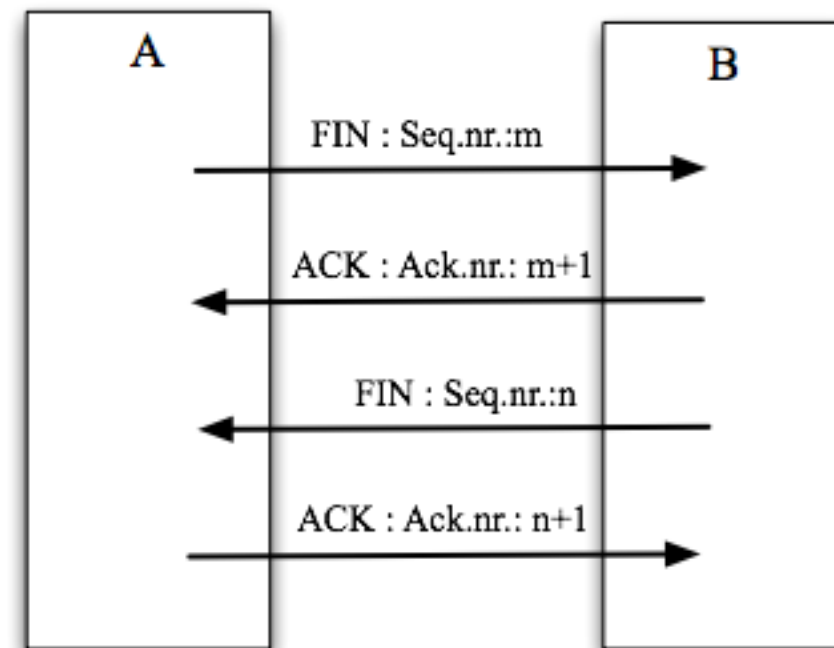 A
B
FIN : Seq.nr.:m
ACK : Ack.nr.: m+1
FIN : Seq.nr.:n
ACK : Ack.nr.: n+1